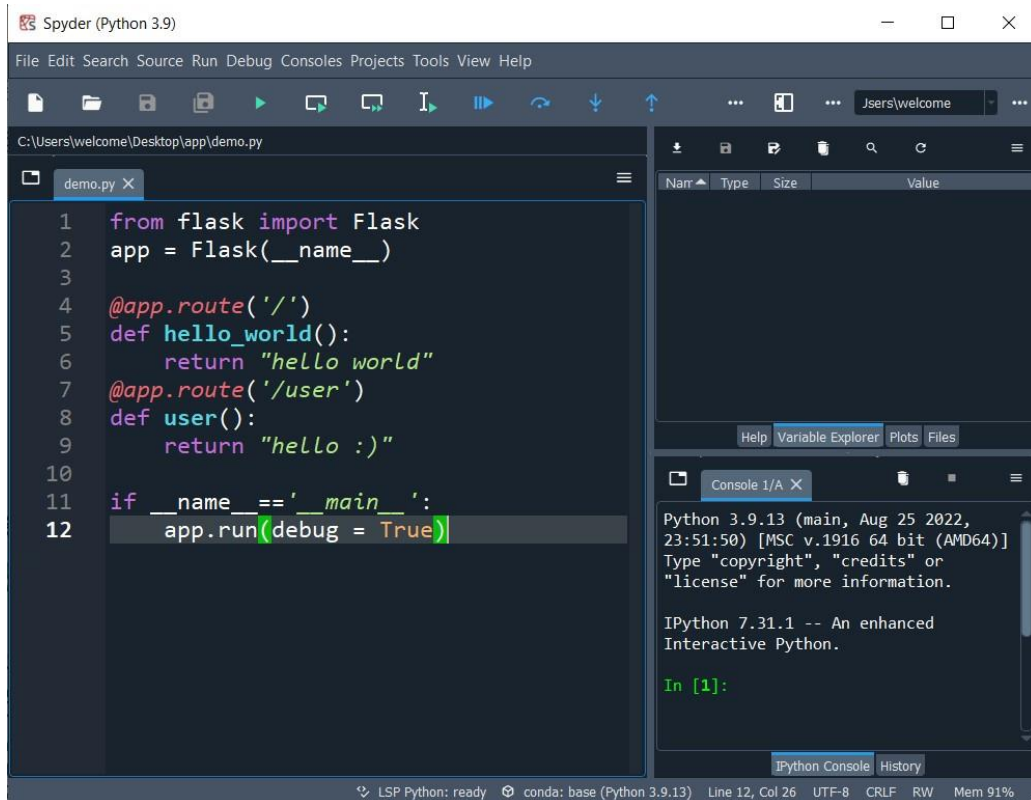 Spyder (Python 3.9)
File Edit Search Source Run Debug Consoles Projects Tools View Help
Jsers\welcome
C:\Users\welcome\Desktop\app\demo.py
demo.py
1 from flask import Flask
2 app = Flask(__name__)
3
4 @app.route('/')
5 def hello_world():
6     return "hello world"
7 @app.route('/user')
8 def user():
9     return "hello :)"
10
11 if __name__=='__main__':
12     app.run(debug = True)
Nam Type Size Value
Help Variable Explorer Plots Files
Console 1/A
Python 3.9.13 (main, Aug 25 2022,
23:51:50) [MSC v.1916 64 bit (AMD64)]
Type "copyright", "credits" or
"license" for more information.
IPython 7.31.1 -- An enhanced
Interactive Python.
In [1]:
IPython Console History
LSP Python: ready conda: base (Python 3.9.13) Line 12, Col 26 UTF-8 CRLF RW Mem 91%